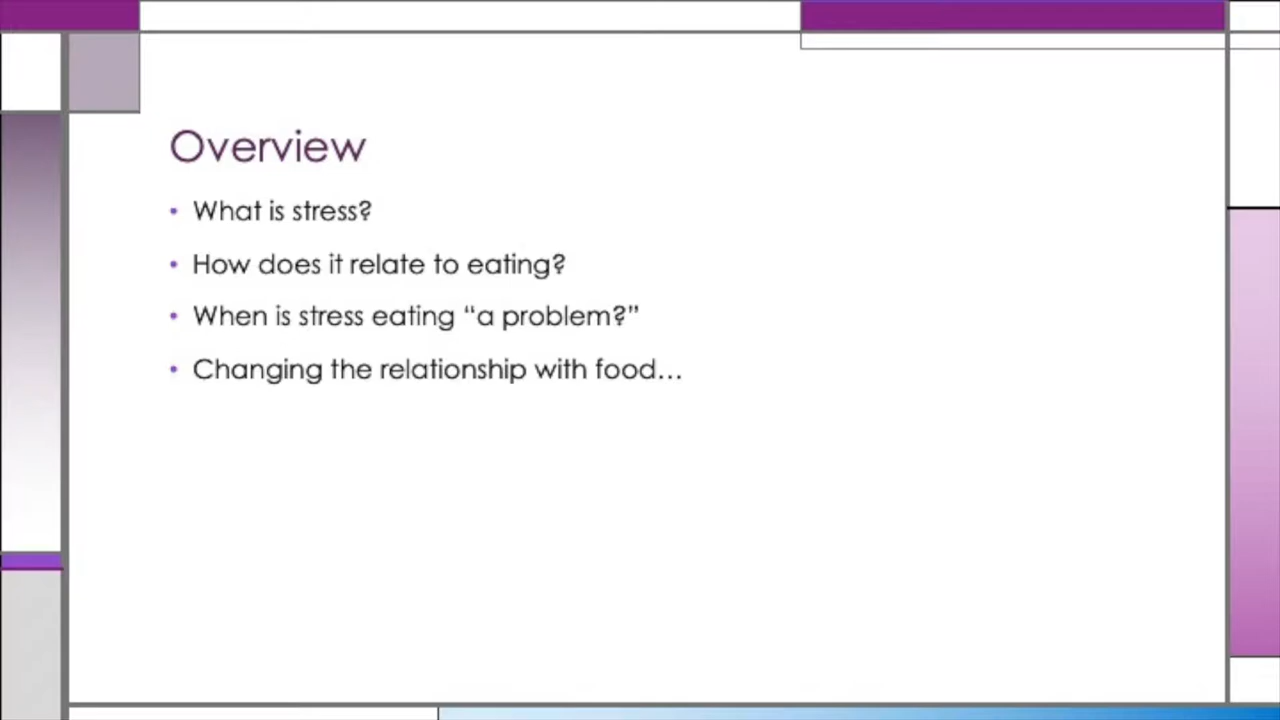 Overview
• What is stress?
• How does it relate to eating?
• When is stress eating “a problem?”
• Changing the relationship with food…